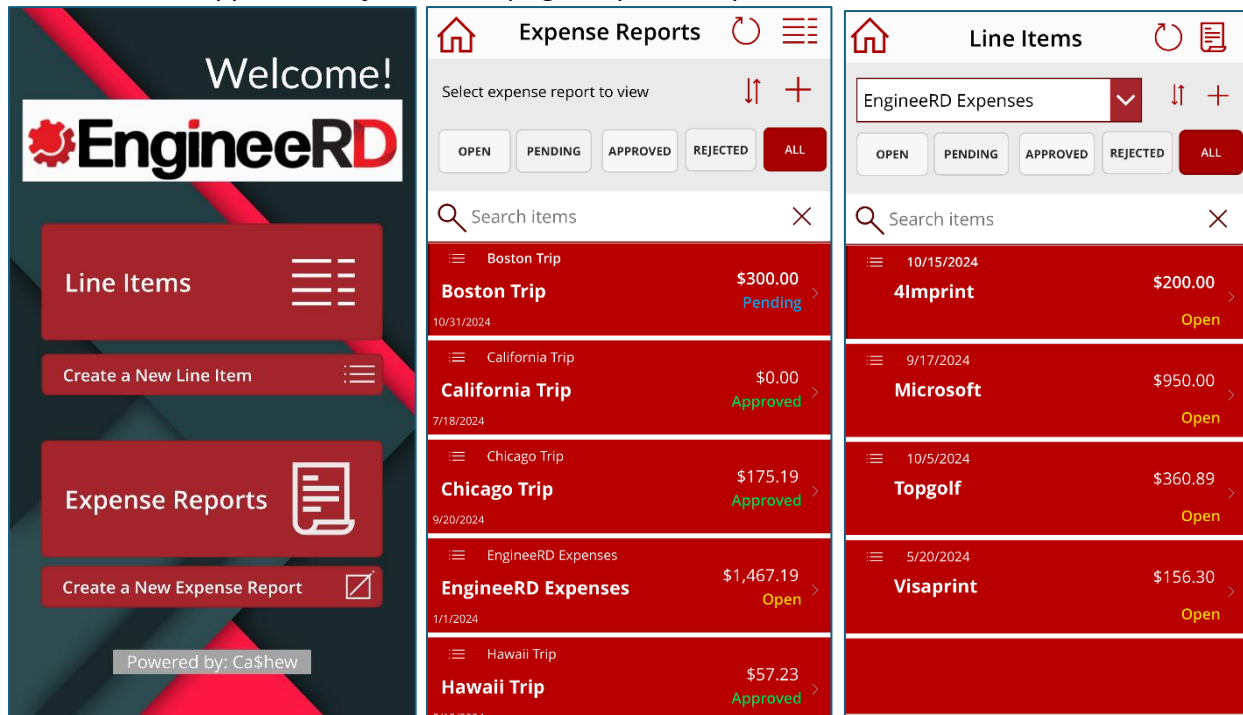 Welcome!
EngineeRD
Line Items
Create a New Line Item
Expense Reports
Create a New Expense Report
Powered by: Ca$hew
Expense Reports
Select expense report to view
OPEN PENDING APPROVED REJECTED ALL
Search items
Boston Trip
Boston Trip
$300.00
Pending
10/31/2024
California Trip
California Trip
$0.00
Approved
7/18/2024
Chicago Trip
Chicago Trip
$175.19
Approved
9/20/2024
EngineeRD Expenses
EngineeRD Expenses
$1,467.19
Open
1/1/2024
Hawaii Trip
Hawaii Trip
$57.23
Approved
Line Items
EngineeRD Expenses
OPEN PENDING APPROVED REJECTED ALL
Search items
10/15/2024
4Imprint
$200.00
Open
9/17/2024
Microsoft
$950.00
Open
10/5/2024
Topgolf
$360.89
Open
5/20/2024
Visaprint
$156.30
Open